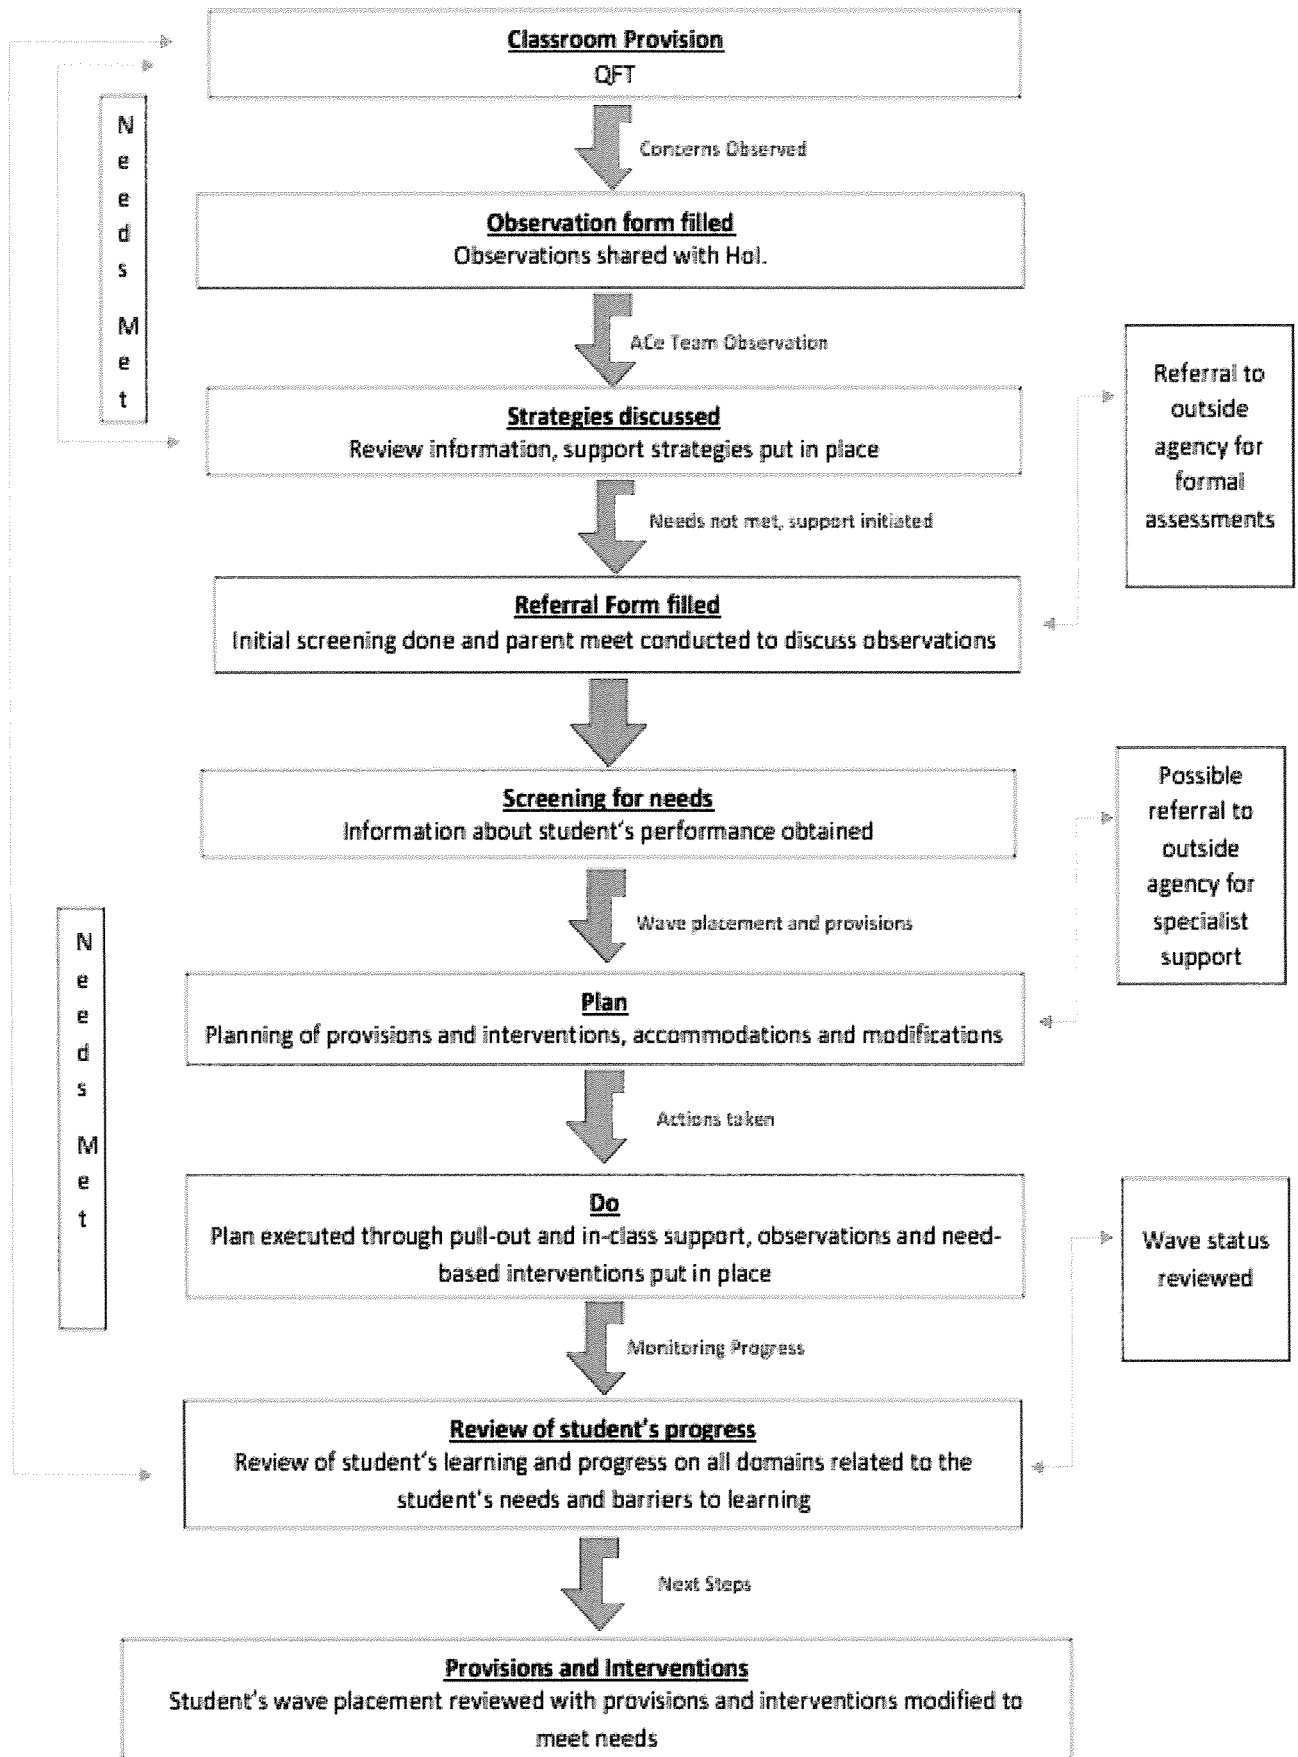 Classroom Provision
QFT
Concerns Observed
Needs Met
Observation form filled
Observations shared with HoI.
ACe Team Observation
Strategies discussed
Review information, support strategies put in place
Referral to
outside
agency for
formal
assessments
Needs not met, support initiated
Referral Form filled
Initial screening done and parent meet conducted to discuss observations
Screening for needs
Information about student's performance obtained
Possible
referral to
outside
agency for
specialist
support
Wave placement and provisions
Needs Met
Plan
Planning of provisions and interventions, accommodations and modifications
Actions taken
Do
Plan executed through pull-out and in-class support, observations and need-
based interventions put in place
Wave status
reviewed
Monitoring Progress
Review of student's progress
Review of student's learning and progress on all domains related to the
student's needs and barriers to learning
Next Steps
Provisions and Interventions
Student's wave placement reviewed with provisions and interventions modified to
meet needs